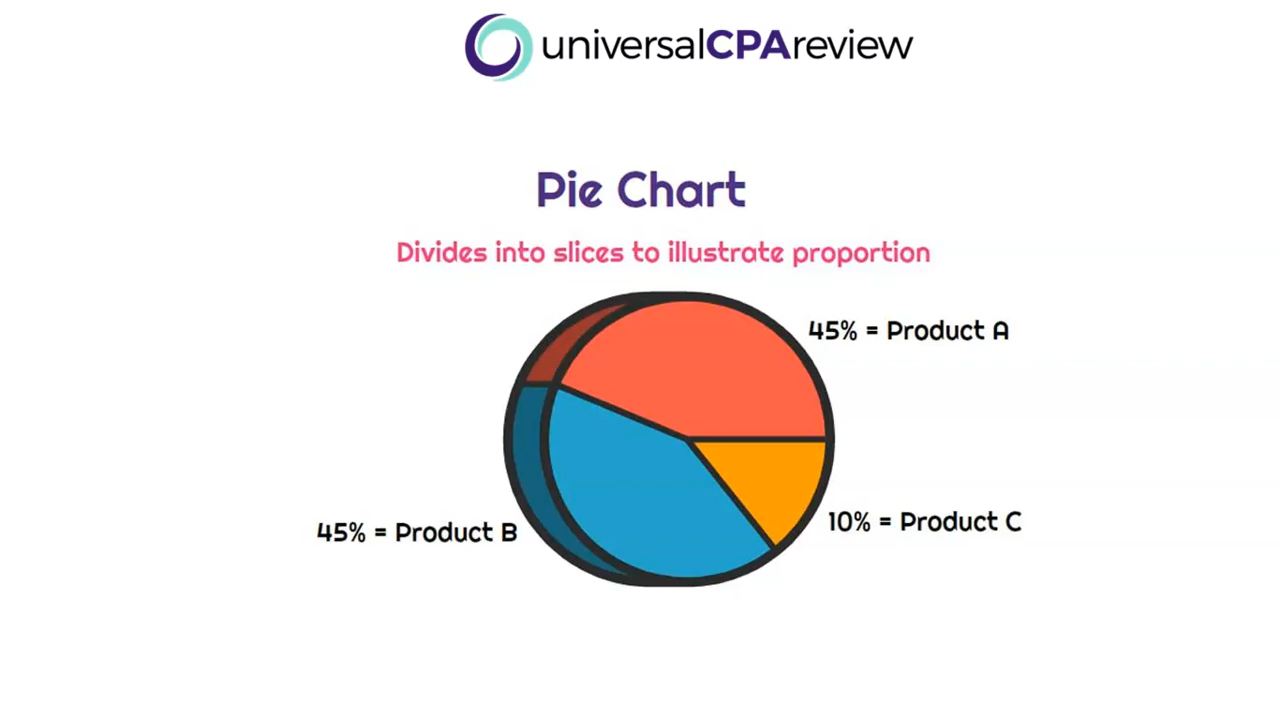 universalCPAreview
Pie Chart
Divides into slices to illustrate proportion
45% = Product A
45% = Product B
10% = Product C